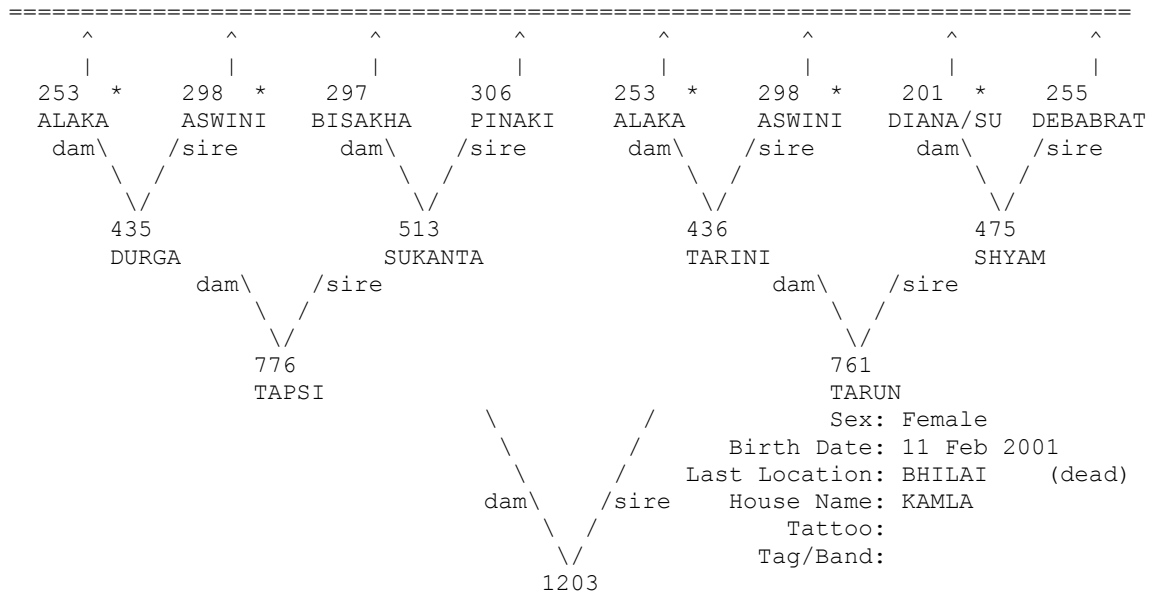 ==============================================================================
^ ^ ^ ^ ^ ^ ^ ^
| | | | | | | |
253 * 298 * 297 306 253 * 298 * 201 * 255
ALAKA ASWINI BISAKHA PINAKI ALAKA ASWINI DIANA/SU DEBABRAT
dam\ /sire dam\ /sire dam\ /sire dam\ /sire
\ / \ / \ / \ /
\/ \/ \/ \/
435 513 436 475
DURGA SUKANTA TARINI SHYAM
dam\ /sire dam\ /sire
\ / \ /
\/ \/
776 761
TAPSI TARUN
\ / Sex: Female
\ / Birth Date: 11 Feb 2001
\ / Last Location: BHILAI (dead)
dam\ /sire House Name: KAMLA
\ / Tattoo:
\/ Tag/Band:
1203